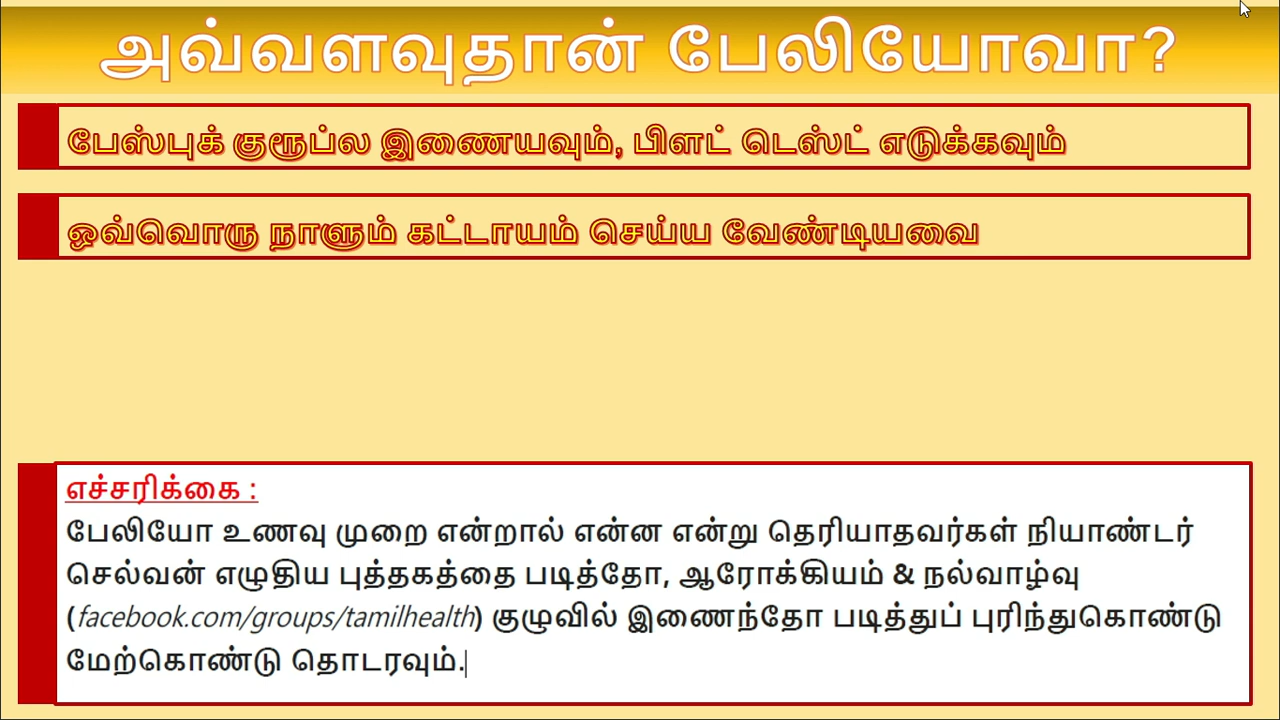 அவ்வளவுதான் பேலியோவா?
பேஸ்புக் குரூப்ல இணையவும், பிளட் டெஸ்ட் எடுக்கவும்
ஒவ்வொரு நாளும் கட்டாயம் செய்ய வேண்டியவை
எச்சரிக்கை :
பேலியோ உணவு முறை என்றால் என்ன என்று தெரியாதவர்கள் நியாண்டர்
செல்வன் எழுதிய புத்தகத்தை படித்தோ, ஆரோக்கியம் & நல்வாழ்வு
(facebook.com/groups/tamilhealth) குழுவில் இணைந்தோ படித்துப் புரிந்துகொண்டு
மேற்கொண்டு தொடரவும்.